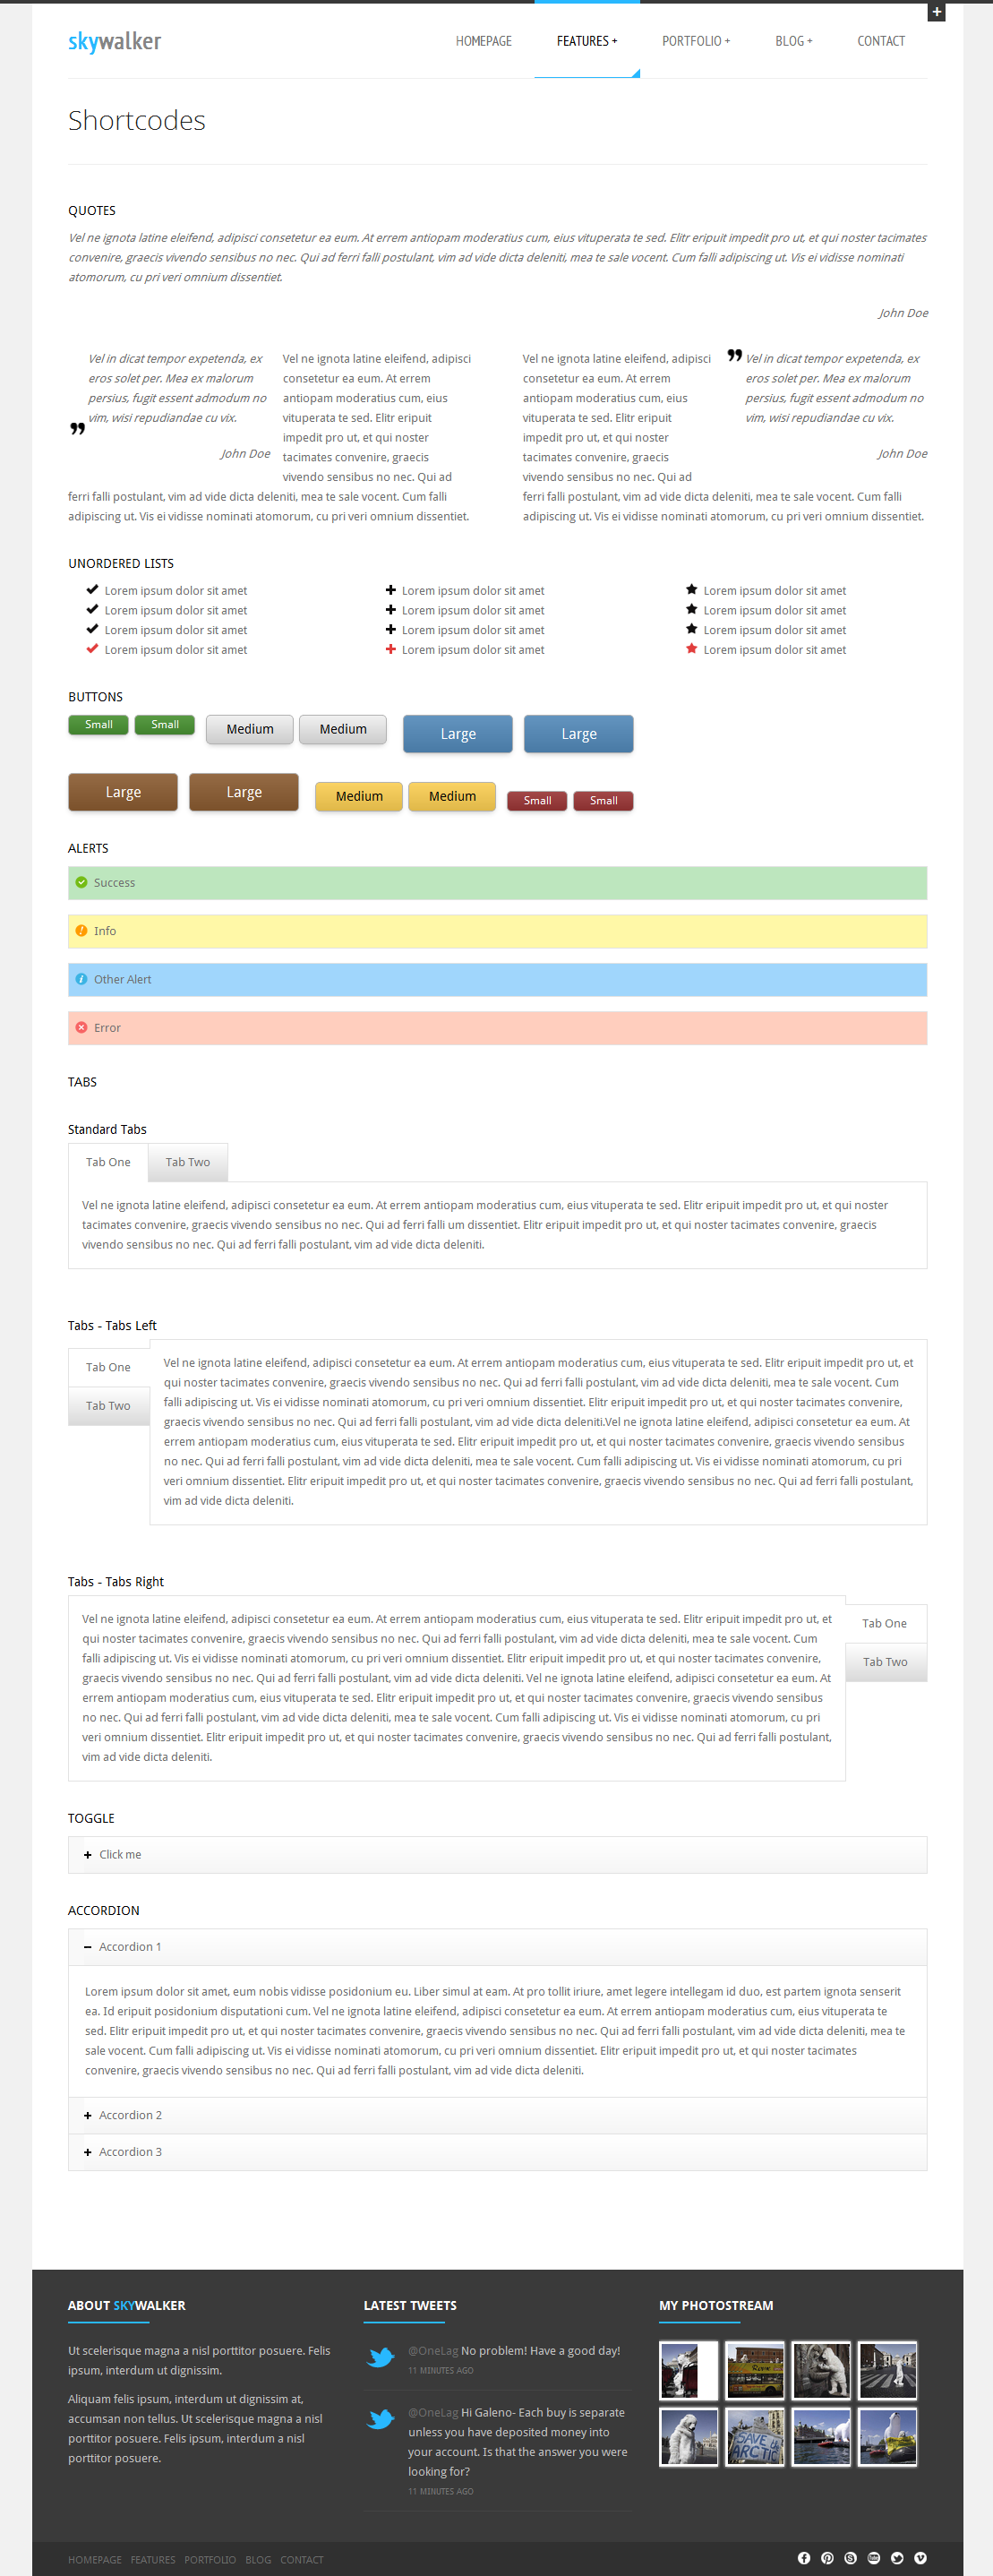 +
skywalker
HOMEPAGE
FEATURES +
PORTFOLIO +
BLOG +
CONTACT
Shortcodes
QUOTES
Vel ne ignota latine eleifend, adipisci consetetur ea eum. At errem antiopam moderatius cum, eius vituperata te sed. Elitr eripuit impedit pro ut, et qui noster tacimates
convenire, graecis vivendo sensibus no nec. Qui ad ferri falli postulant, vim ad vide dicta deleniti, mea te sale vocent. Cum falli adipiscing ut. Vis ei vidisse nominati
atomorum, cu pri veri omnium dissentiet.
John Doe
Vel in dicat tempor expetenda, ex
eros solet per. Mea ex malorum
persius, fugit essent admodum no
vim, wisi repudiandae cu vix.
John Doe
Vel ne ignota latine eleifend, adipisci
consetetur ea eum. At errem
antiopam moderatius cum, eius
vituperata te sed. Elitr eripuit
impedit pro ut, et qui noster
tacimates convenire, graecis
vivendo sensibus no nec. Qui ad
ferri falli postulant, vim ad vide dicta deleniti, mea te sale vocent. Cum falli
adipiscing ut. Vis ei vidisse nominati atomorum, cu pri veri omnium dissentiet.
Vel ne ignota latine eleifend, adipisci
consetetur ea eum. At errem
antiopam moderatius cum, eius
vituperata te sed. Elitr eripuit
impedit pro ut, et qui noster
tacimates convenire, graecis
vivendo sensibus no nec. Qui ad
ferri falli postulant, vim ad vide dicta deleniti, mea te sale vocent. Cum falli
adipiscing ut. Vis ei vidisse nominati atomorum, cu pri veri omnium dissentiet.
Vel in dicat tempor expetenda, ex
eros solet per. Mea ex malorum
persius, fugit essent admodum no
vim, wisi repudiandae cu vix.
John Doe
UNORDERED LISTS
Lorem ipsum dolor sit amet
Lorem ipsum dolor sit amet
Lorem ipsum dolor sit amet
Lorem ipsum dolor sit amet
Lorem ipsum dolor sit amet
Lorem ipsum dolor sit amet
Lorem ipsum dolor sit amet
Lorem ipsum dolor sit amet
Lorem ipsum dolor sit amet
Lorem ipsum dolor sit amet
Lorem ipsum dolor sit amet
Lorem ipsum dolor sit amet
BUTTONS
Small
Small
Medium
Medium
Large
Large
Large
Large
Medium
Medium
Small
Small
ALERTS
Success
Info
Other Alert
Error
TABS
Standard Tabs
Tab One
Tab Two
Vel ne ignota latine eleifend, adipisci consetetur ea eum. At errem antiopam moderatius cum, eius vituperata te sed. Elitr eripuit impedit pro ut, et qui noster
tacimates convenire, graecis vivendo sensibus no nec. Qui ad ferri falli um dissentiet. Elitr eripuit impedit pro ut, et qui noster tacimates convenire, graecis
vivendo sensibus no nec. Qui ad ferri falli postulant, vim ad vide dicta deleniti.
Tabs - Tabs Left
Tab One
Tab Two
Vel ne ignota latine eleifend, adipisci consetetur ea eum. At errem antiopam moderatius cum, eius vituperata te sed. Elitr eripuit impedit pro ut, et
qui noster tacimates convenire, graecis vivendo sensibus no nec. Qui ad ferri falli postulant, vim ad vide dicta deleniti, mea te sale vocent. Cum
falli adipiscing ut. Vis ei vidisse nominati atomorum, cu pri veri omnium dissentiet. Elitr eripuit impedit pro ut, et qui noster tacimates convenire,
graecis vivendo sensibus no nec. Qui ad ferri falli postulant, vim ad vide dicta deleniti.Vel ne ignota latine eleifend, adipisci consetetur ea eum. At
errem antiopam moderatius cum, eius vituperata te sed. Elitr eripuit impedit pro ut, et qui noster tacimates convenire, graecis vivendo sensibus
no nec. Qui ad ferri falli postulant, vim ad vide dicta deleniti, mea te sale vocent. Cum falli adipiscing ut. Vis ei vidisse nominati atomorum, cu pri
veri omnium dissentiet. Elitr eripuit impedit pro ut, et qui noster tacimates convenire, graecis vivendo sensibus no nec. Qui ad ferri falli postulant,
vim ad vide dicta deleniti.
Tabs - Tabs Right
Vel ne ignota latine eleifend, adipisci consetetur ea eum. At errem antiopam moderatius cum, eius vituperata te sed. Elitr eripuit impedit pro ut, et
qui noster tacimates convenire, graecis vivendo sensibus no nec. Qui ad ferri falli postulant, vim ad vide dicta deleniti, mea te sale vocent. Cum
falli adipiscing ut. Vis ei vidisse nominati atomorum, cu pri veri omnium dissentiet. Elitr eripuit impedit pro ut, et qui noster tacimates convenire,
graecis vivendo sensibus no nec. Qui ad ferri falli postulant, vim ad vide dicta deleniti. Vel ne ignota latine eleifend, adipisci consetetur ea eum. At
errem antiopam moderatius cum, eius vituperata te sed. Elitr eripuit impedit pro ut, et qui noster tacimates convenire, graecis vivendo sensibus
no nec. Qui ad ferri falli postulant, vim ad vide dicta deleniti, mea te sale vocent. Cum falli adipiscing ut. Vis ei vidisse nominati atomorum, cu pri
veri omnium dissentiet. Elitr eripuit impedit pro ut, et qui noster tacimates convenire, graecis vivendo sensibus no nec. Qui ad ferri falli postulant,
vim ad vide dicta deleniti.
Tab One
Tab Two
TOGGLE
Click me
ACCORDION
Accordion 1
Lorem ipsum dolor sit amet, eum nobis vidisse posidonium eu. Liber simul at eam. At pro tollit iriure, amet legere intellegam id duo, est partem ignota senserit
ea. Id eripuit posidonium disputationi cum. Vel ne ignota latine eleifend, adipisci consetetur ea eum. At errem antiopam moderatius cum, eius vituperata te
sed. Elitr eripuit impedit pro ut, et qui noster tacimates convenire, graecis vivendo sensibus no nec. Qui ad ferri falli postulant, vim ad vide dicta deleniti, mea te
sale vocent. Cum falli adipiscing ut. Vis ei vidisse nominati atomorum, cu pri veri omnium dissentiet. Elitr eripuit impedit pro ut, et qui noster tacimates
convenire, graecis vivendo sensibus no nec. Qui ad ferri falli postulant, vim ad vide dicta deleniti.
Accordion 2
Accordion 3
ABOUT SKYWALKER
Ut scelerisque magna a nisl porttitor posuere. Felis
ipsum, interdum ut dignissim.
Aliquam felis ipsum, interdum ut dignissim at,
accumsan non tellus. Ut scelerisque magna a nisl
porttitor posuere. Felis ipsum, interdum a nisl
porttitor posuere.
LATEST TWEETS
@OneLag No problem! Have a good day!
11 MINUTES AGO
@OneLag Hi Galeno- Each buy is separate
unless you have deposited money into
your account. Is that the answer you were
looking for?
11 MINUTES AGO
MY PHOTOSTREAM
SAVE
ARCTIC
HOMEPAGE
FEATURES
PORTFOLIO
BLOG
CONTACT